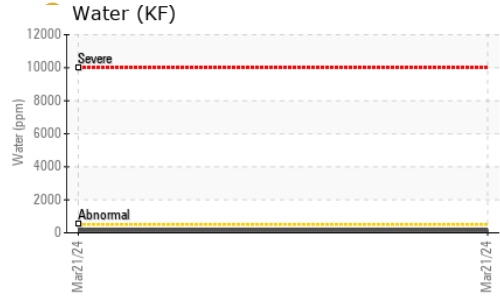 Water (KF)
12000
Severe
10000
8000
6000
4000
2000
Abnormal
0
Water (ppm)
Mar21/24
Mar21/24